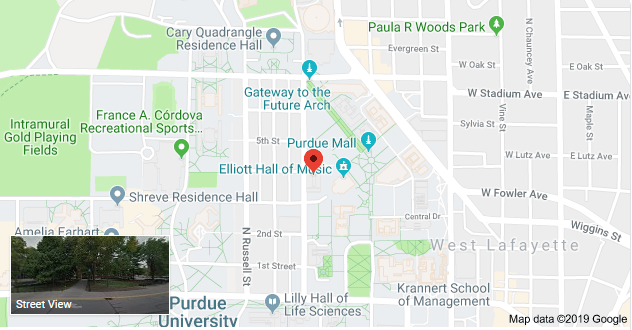 Cary Quadrangle
Residence Hall
Paula R Woods Park
Evergreen St
N Chauncey Ave
W Oak St
E Oak St
Gateway to the
Future Arch
W Stadium Ave
E Stadium Ave
France A. Córdova
Recreational Sports...
Intramural
Gold Playing
Fields
5th St
Purdue Mall
Sylvia St
Vine St
Maple St
Elliott Hall of Music
W Lutz Ave
E Lutz Ave
Shreve Residence Hall
W Fowler Ave
Central Dr
Wiggins St
Amelia Earhart
N Russell St
2nd St
West Lafayette
1st Street
Krannert School
of Management
Street View
Purdue
University
Lilly Hall of
Life Sciences
Map data ©2019 Google